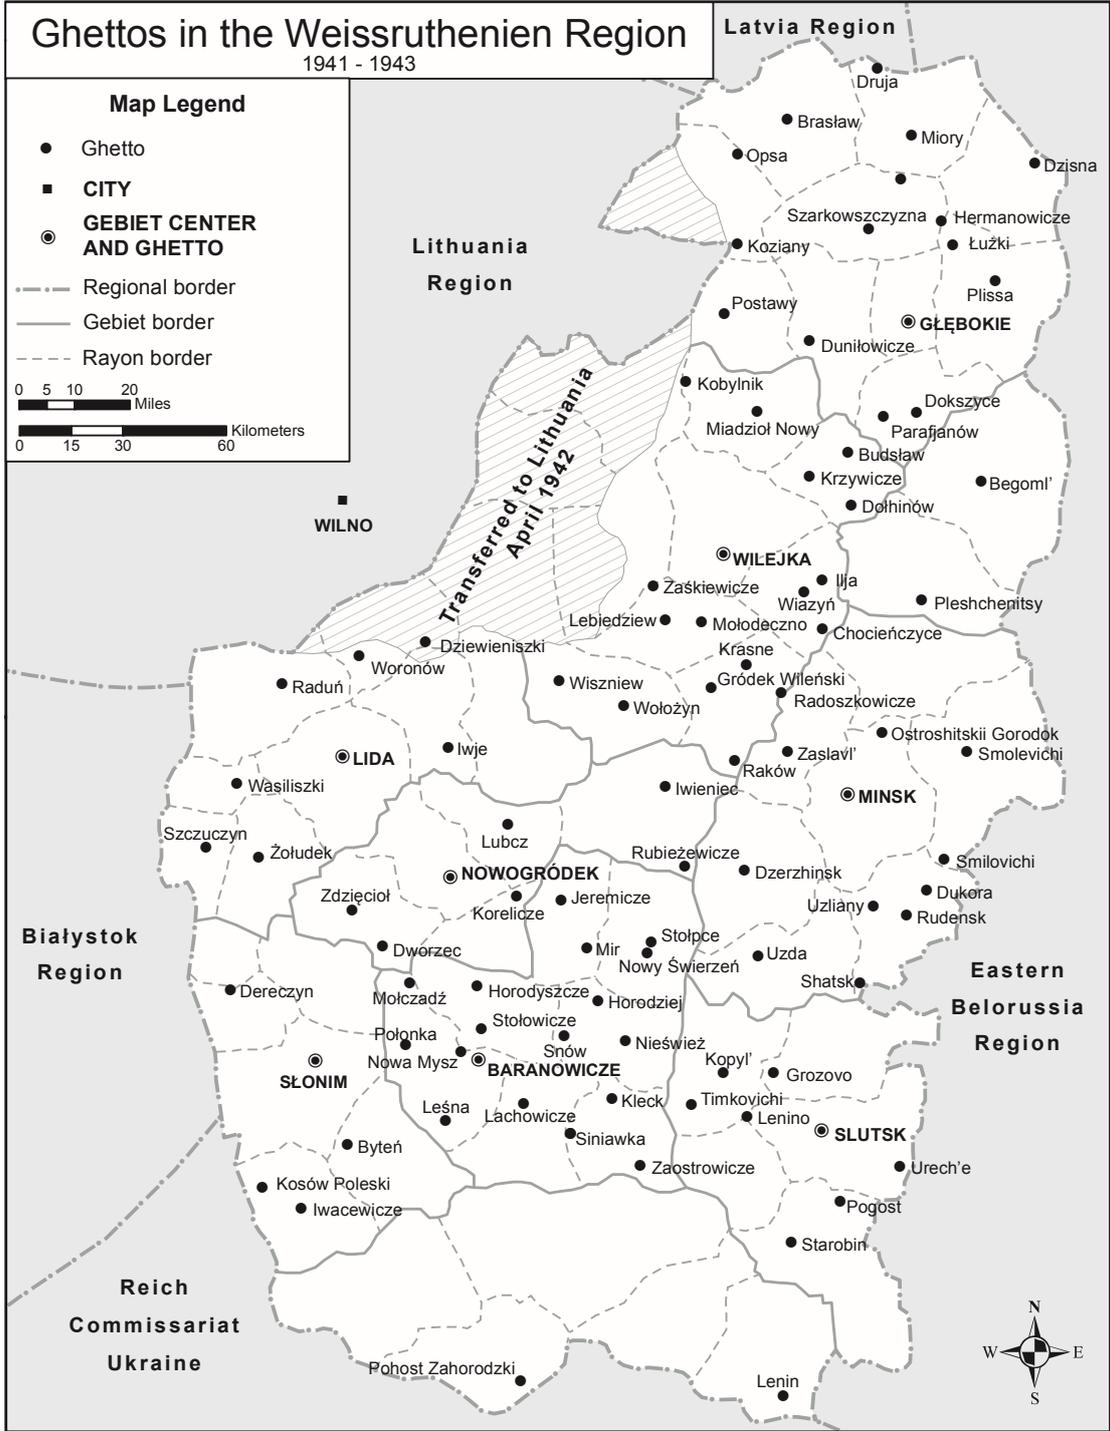 Ghettos in the Weissruthenien Region
1941 - 1943
Map Legend
Ghetto
CITY
GEBIET CENTER
AND GHETTO
Regional border
Gebiet border
Rayon border
0 5 10 20
Miles
Kilometers
0 15 30 60
Latvia Region
Druja
Brasław
Miory
Opsa
Dzisna
Szarkowszczyzna
Hermanowicze
Łużki
Koziany
Lithuania
Region
Plissa
Postawy
GŁĘBOKIE
Duniłowicze
Kobylnik
Dokszyce
Miadzioł Nowy
Parafjanów
Budsław
Krzywicze
Begoml'
Dołhinów
Transferred to Lithuania
April 1942
WILNO
WILEJKA
Ilja
Zaśkiewicze
Wiazyń
Pleshchenitsy
Lebiedziew
Mołodeczno
Chocieńczyce
Dziewieniszki
Krasne
Woronów
Gródek Wileński
Raduń
Wiszniew
Radoszkowicze
Wołożyn
Ostroshitskii Gorodok
Iwje
Zaslavl'
Smolevichi
LIDA
Raków
Wasiliszki
Iwieniec
MINSK
Szczuczyn
Lubcz
Żołudek
Rubieżewicze
Smilovichi
NOWOGRÓDEK
Dzerzhinsk
Zdzięcioł
Jeremicze
Dukora
Korelicze
Uzliany
Rudensk
Białystok
Region
Stołpce
Dworzec
Mir
Nowy Świerzeń
Uzda
Eastern
Belorussia
Region
Shatsk
Dereczyn
Mołczadź
Horodyszcze
Horodziej
Stołowicze
Połonka
Snów
Nieśwież
Nowa Mysz
BARANOWICZE
Kopyl'
Grozovo
SŁONIM
Leśna
Lachowicze
Kleck
Timkovichi
Lenino
Siniawka
SLUTSK
Byteń
Zaostrowicze
Urech'e
Kosów Poleski
Iwacewicze
Pogost
Starobin
Reich
Commissariat
Ukraine
Pohost Zahorodzki
Lenin
N
W E
S